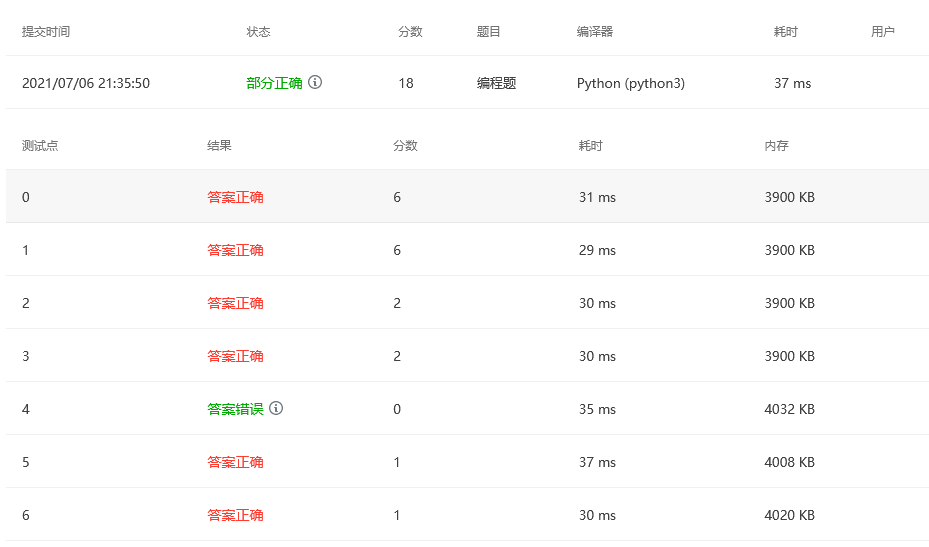 提交时间 状态 分数 题目 编译器 耗时 用户
2021/07/06 21:35:50 部分正确 18 编程题 Python (python3) 37 ms
测试点 结果 分数 耗时 内存
0 答案正确 6 31 ms 3900 KB
1 答案正确 6 29 ms 3900 KB
2 答案正确 2 30 ms 3900 KB
3 答案正确 2 30 ms 3900 KB
4 答案错误 0 35 ms 4032 KB
5 答案正确 1 37 ms 4008 KB
6 答案正确 1 30 ms 4020 KB